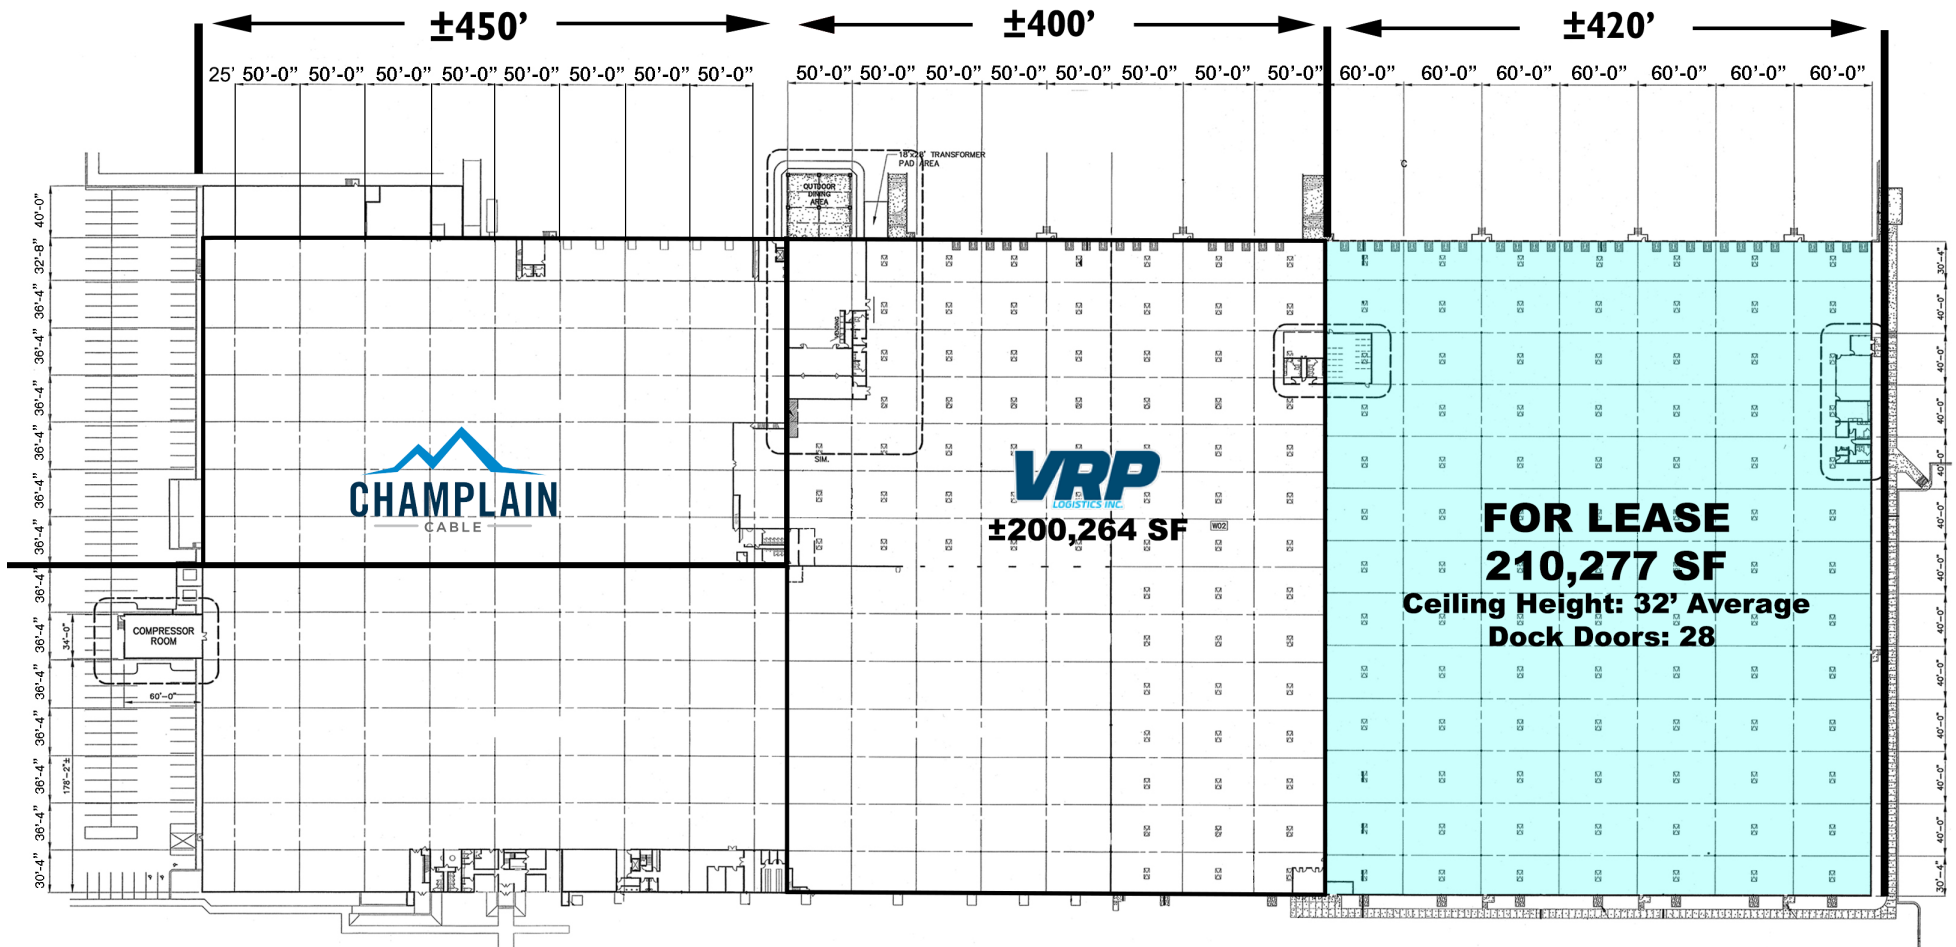 ±450’ ±400’ ±420’
25' 50'-0” 50'-0” 50'-0” 50'-0” 50'-0” 50'-0” 50'-0” 50'-0” 50'-0” 50'-0” 50'-0” 50'-0” 50'-0” 50'-0” 50'-0” 50'-0” 60'-0” 60'-0” 60'-0” 60'-0” 60'-0” 60'-0” 60'-0”
18'x28' TRANSFORMER
PAD AREA
C
OUTDOOR
DINING
AREA
40'-0”
32'-8”
36'-4”
36'-4”
36'-4”
36'-4”
36'-4”
36'-4”
36'-4”
36'-4”
36'-4”
36'-4”
36'-4”
36'-4”
30'-4”
34'-0"
178'-2"±
60'-0"
COMPRESSOR
ROOM
CHAMPLAIN
CABLE
SIM.
VRP
LOGISTICS INC.
±200,264 SF
W02
FOR LEASE
210,277 SF
Ceiling Height: 32’ Average
Dock Doors: 28
30'-4"
40'-0"
40'-0"
40'-0"
40'-0"
40'-0"
40'-0"
40'-0"
40'-0"
40'-0"
40'-0"
40'-0"
30'-4"